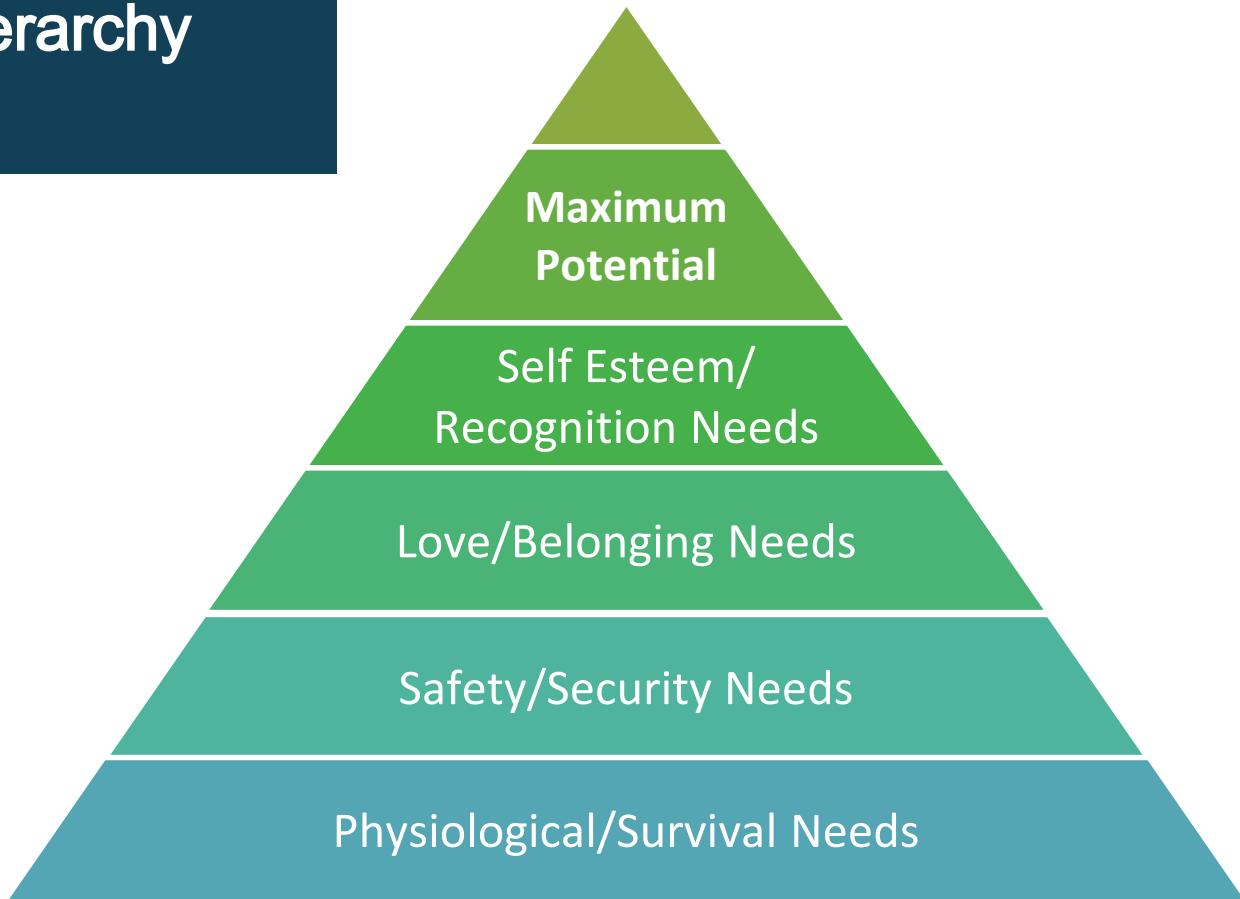 erarchy
Maximum
Potential
Self Esteem/
Recognition Needs
Love/Belonging Needs
Safety/Security Needs
Physiological/Survival Needs